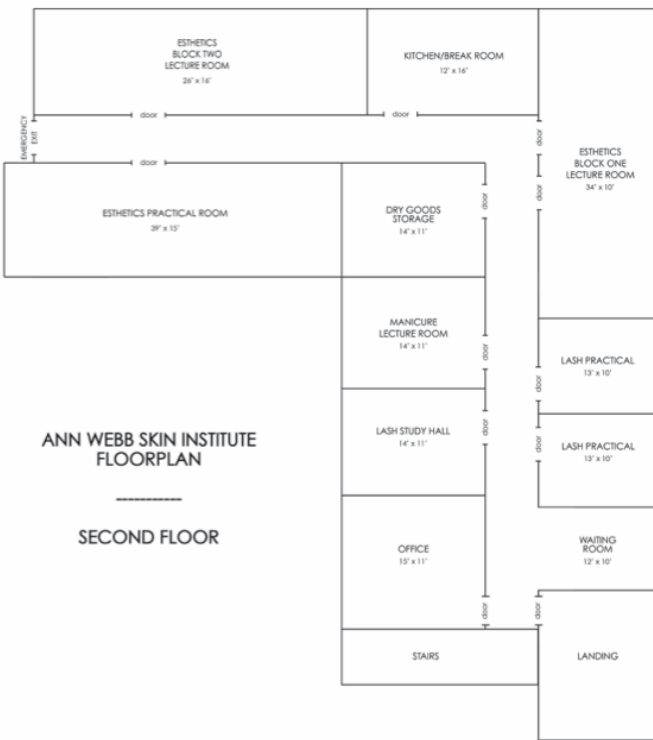 ESTHETICS
BLOCK TWO
LECTURE ROOM
26" x 16"
KITCHEN/BREAK ROOM
12" x 16"
door
door
EMERGENCY
EXIT
door
door
ESTHETICS
BLOCK ONE
LECTURE ROOM
34" x 10"
door
ESTHETICS PRACTICAL ROOM
39" x 15"
DRY GOODS
STORAGE
14" x 11"
door
MANICURE
LECTURE ROOM
14" x 11"
door
LASH PRACTICAL
13" x 10"
door
LASH STUDY HALL
14" x 11"
door
LASH PRACTICAL
13" x 10"
door
ANN WEBB SKIN INSTITUTE
FLOORPLAN
-----------
SECOND FLOOR
OFFICE
15" x 11"
WAITING
ROOM
12" x 10"
door
door
STAIRS
LANDING